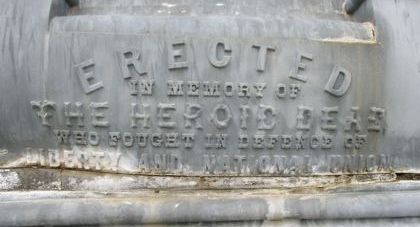 ERECTED
IN MEMORY OF
THE HEROIC DEAD
WHO FOUGHT IN DEFENCE OF
LIBERTY AND NATIONAL UNION